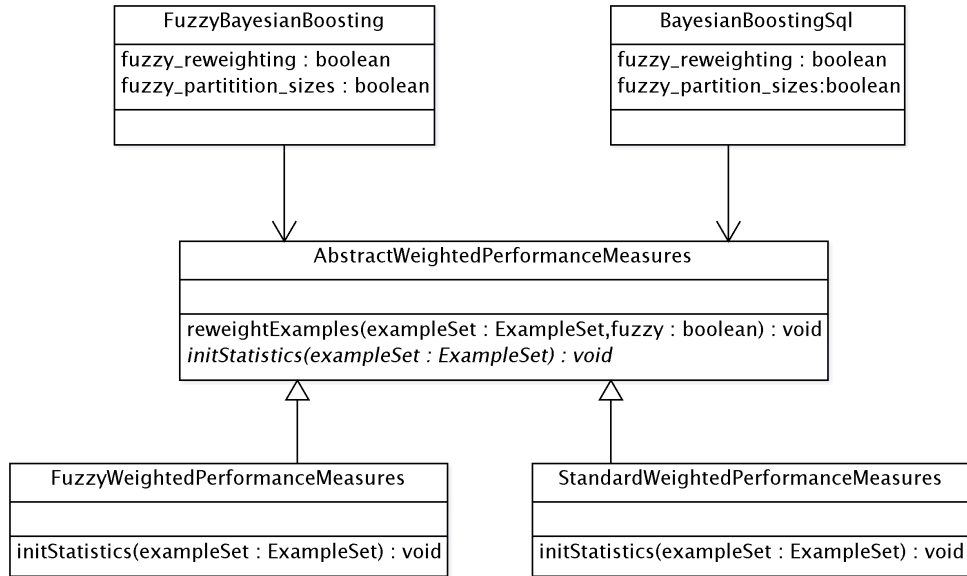 FuzzyBayesianBoosting
fuzzy_reweighting : boolean
fuzzy_partitition_sizes : boolean
BayesianBoostingSql
fuzzy_reweighting : boolean
fuzzy_partition_sizes:boolean
AbstractWeightedPerformanceMeasures
reweightExamples(exampleSet : ExampleSet,fuzzy : boolean) : void
initStatistics(exampleSet : ExampleSet) : void
FuzzyWeightedPerformanceMeasures
initStatistics(exampleSet : ExampleSet) : void
StandardWeightedPerformanceMeasures
initStatistics(exampleSet : ExampleSet) : void